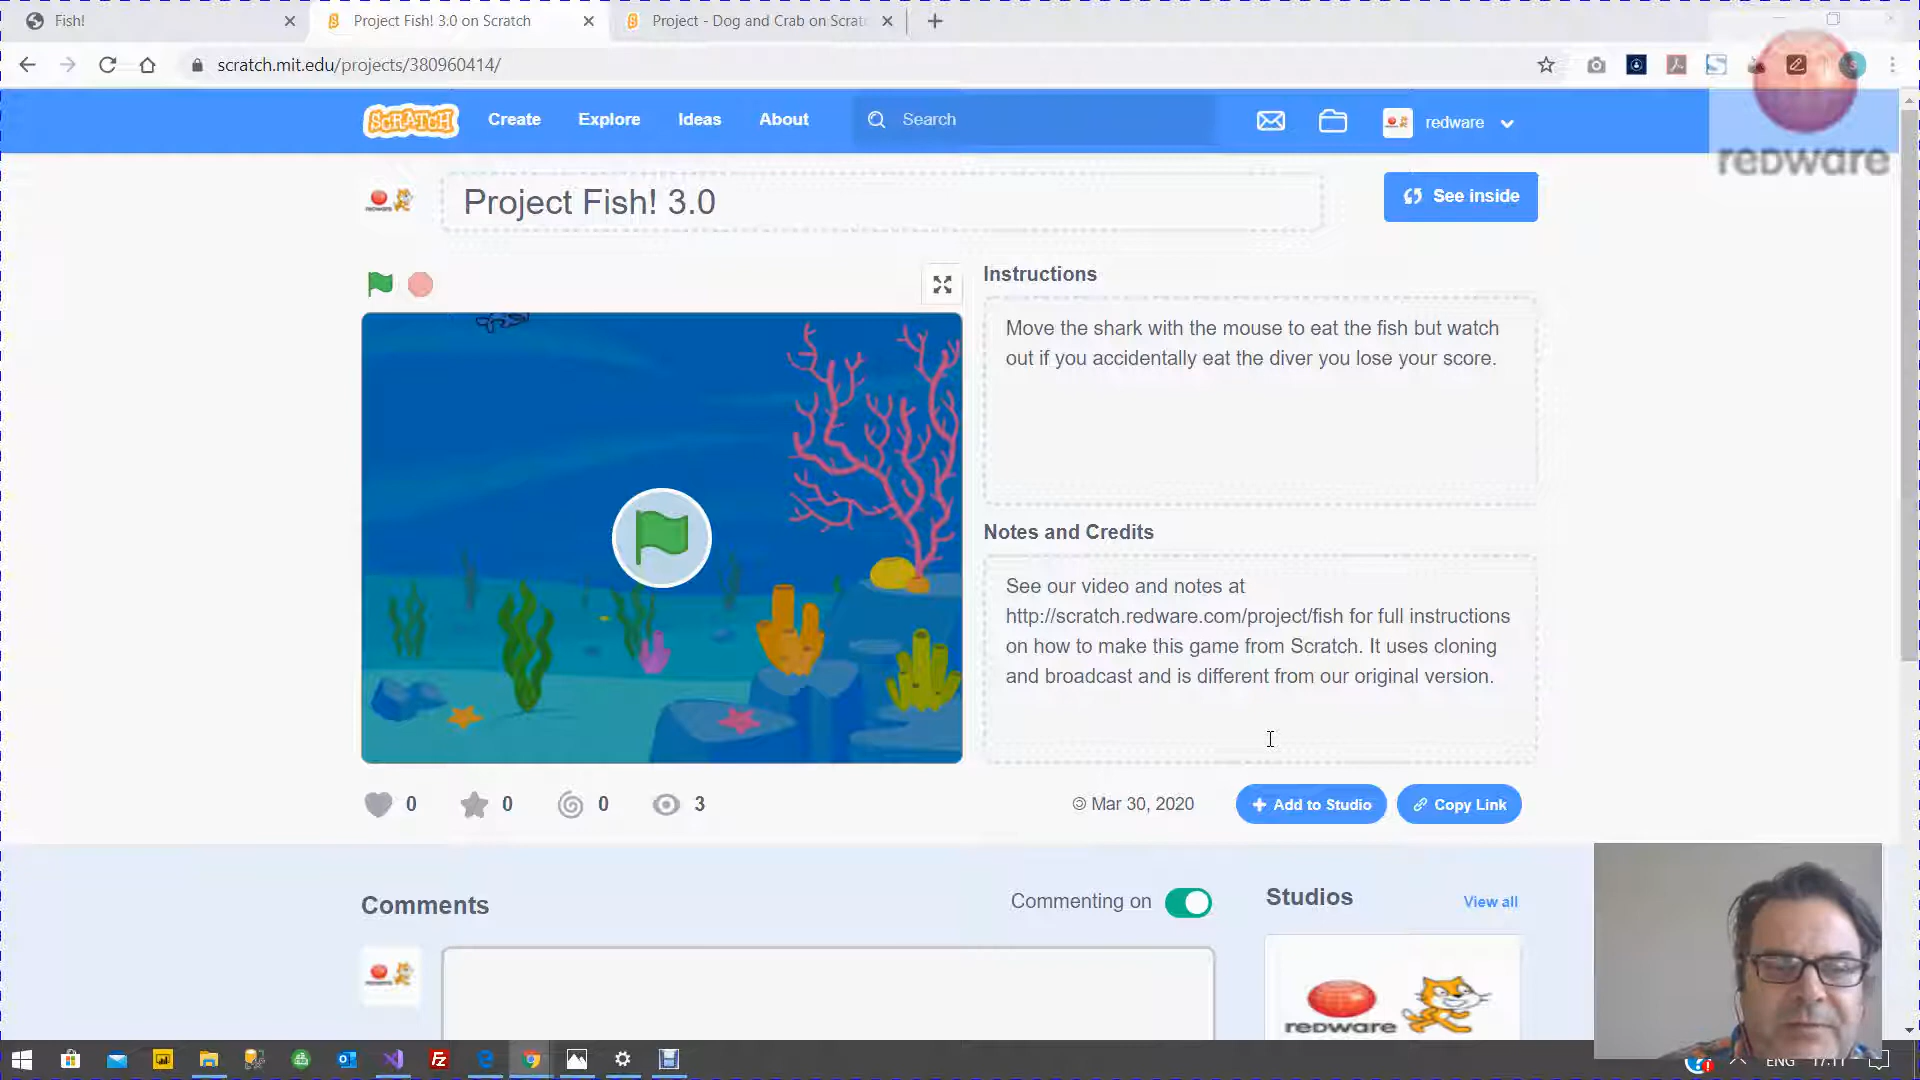 Fish!
Project Fish! 3.0 on Scratch
Project - Dog and Crab on Scrat
scratch.mit.edu/projects/380960414/
SCRATCH
Create
Explore
Ideas
About
Search
redware
redware
Project Fish! 3.0
See inside
Instructions
Move the shark with the mouse to eat the fish but watch
out if you accidentally eat the diver you lose your score.
Notes and Credits
See our video and notes at
http://scratch.redware.com/project/fish for full instructions
on how to make this game from Scratch. It uses cloning
and broadcast and is different from our original version.
0
0
0
3
© Mar 30, 2020
Add to Studio
Copy Link
Comments
Commenting on
Studios
View all
redware
ENG
17:11